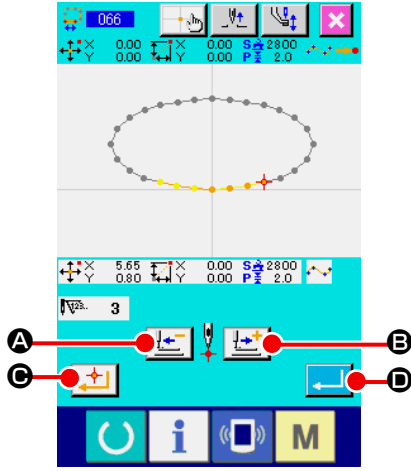 066
X 0.00 X 0.00 S 2800
Y 0.00 Y 0.00 P 2.0
X 5.65 X 0.00 S 2800
Y 0.80 Y 0.00 P 2.0
123.. 3
A B
C D
i M